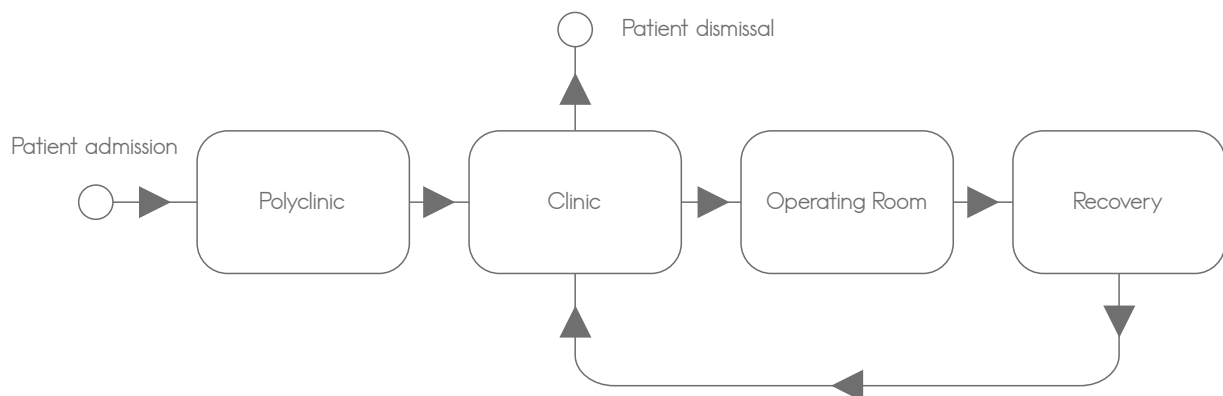 Patient dismissal
Patient admission
Polyclinic
Clinic
Operating Room
Recovery